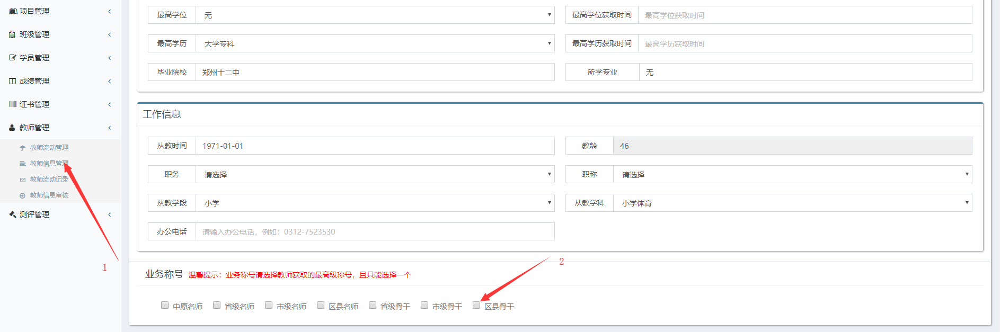 项目管理
班级管理
学员管理
成绩管理
证书管理
教师管理
教师流动管理
教师信息管理
教师流动记录
教师信息审核
测评管理
1
最高学位 无 最高学位获取时间 最高学位获取时间
最高学历 大学专科 最高学历获取时间 最高学历获取时间
毕业院校 郑州十二中 所学专业 无
工作信息
从教时间 1971-01-01 教龄 46
职务 请选择 职称 请选择
从教学段 小学 从教学科 小学体育
办公电话 请输入办公电话，例如：0312-7523530
2
业务称号 温馨提示：业务称号请选择教师获取的最高级称号，且只能选择一个
中原名师 省级名师 市级名师 区县名师 省级骨干 市级骨干 区县骨干